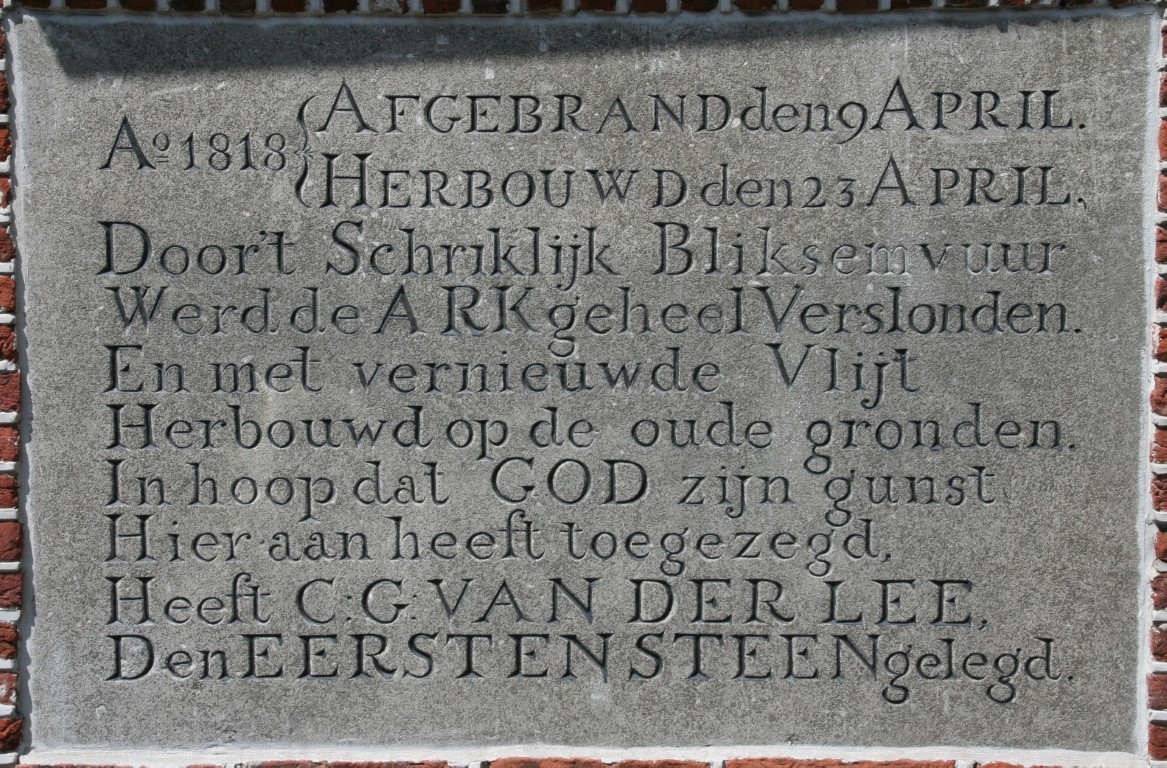 AFGEBRAND den 9 APRIL.
Aº 1818
HERBOUWD den 23 APRIL,
Door't Schriklijk Bliksemvuur
Werd de ARK geheel Verslonden.
En met vernieuwde Vlijt
Herbouwd op de oude gronden.
In hoop dat GOD zijn gunst
Hier aan heeft toegezegd,
Heeft C: G: VAN DER LEE,
Den EERSTEN STEEN gelegd.